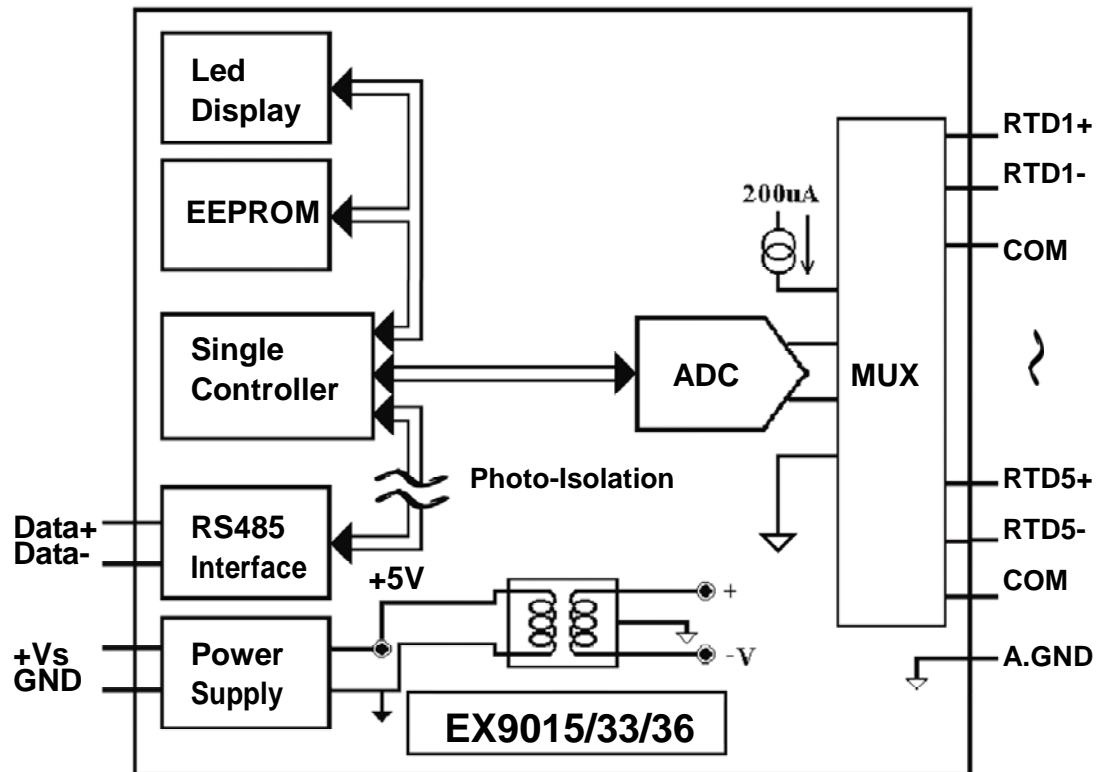 Led
Display
EEPROM
Single
Controller
RS485
Interface
Power
Supply
Data+
Data-
+Vs
GND
+5V
Photo-Isolation
ADC
200uA
MUX
RTD1+
RTD1-
COM
RTD5+
RTD5-
COM
A.GND
+
-V
EX9015/33/36